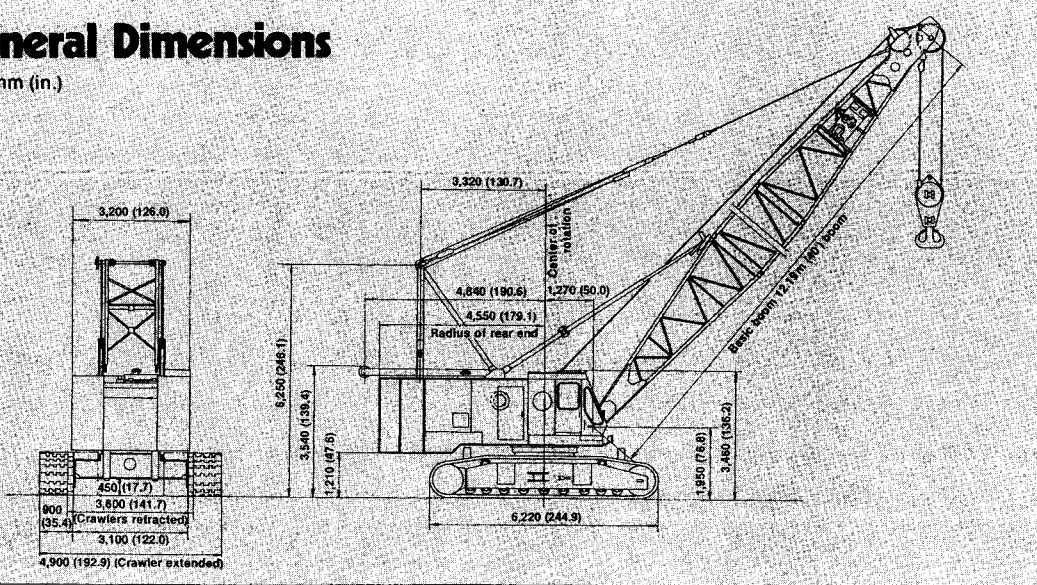 neral Dimensions
mm (in.)
3,320 (130.7)
3,200 (126.0)
Center of
rotation
P&H
4,840 (190.6)
1,270 (50.0)
4,550 (179.1)
Radius of rear end
Basic boom 12.19m (40') boom
6,250 (246.1)
3,540 (139.4)
1,210 (47.6)
1,950 (76.8)
3,460 (136.2)
450 (17.7)
3,600 (141.7)
900
(35.4)
(Crawlers retracted)
3,100 (122.0)
4,900 (192.9) (Crawler extended)
6,220 (244.9)